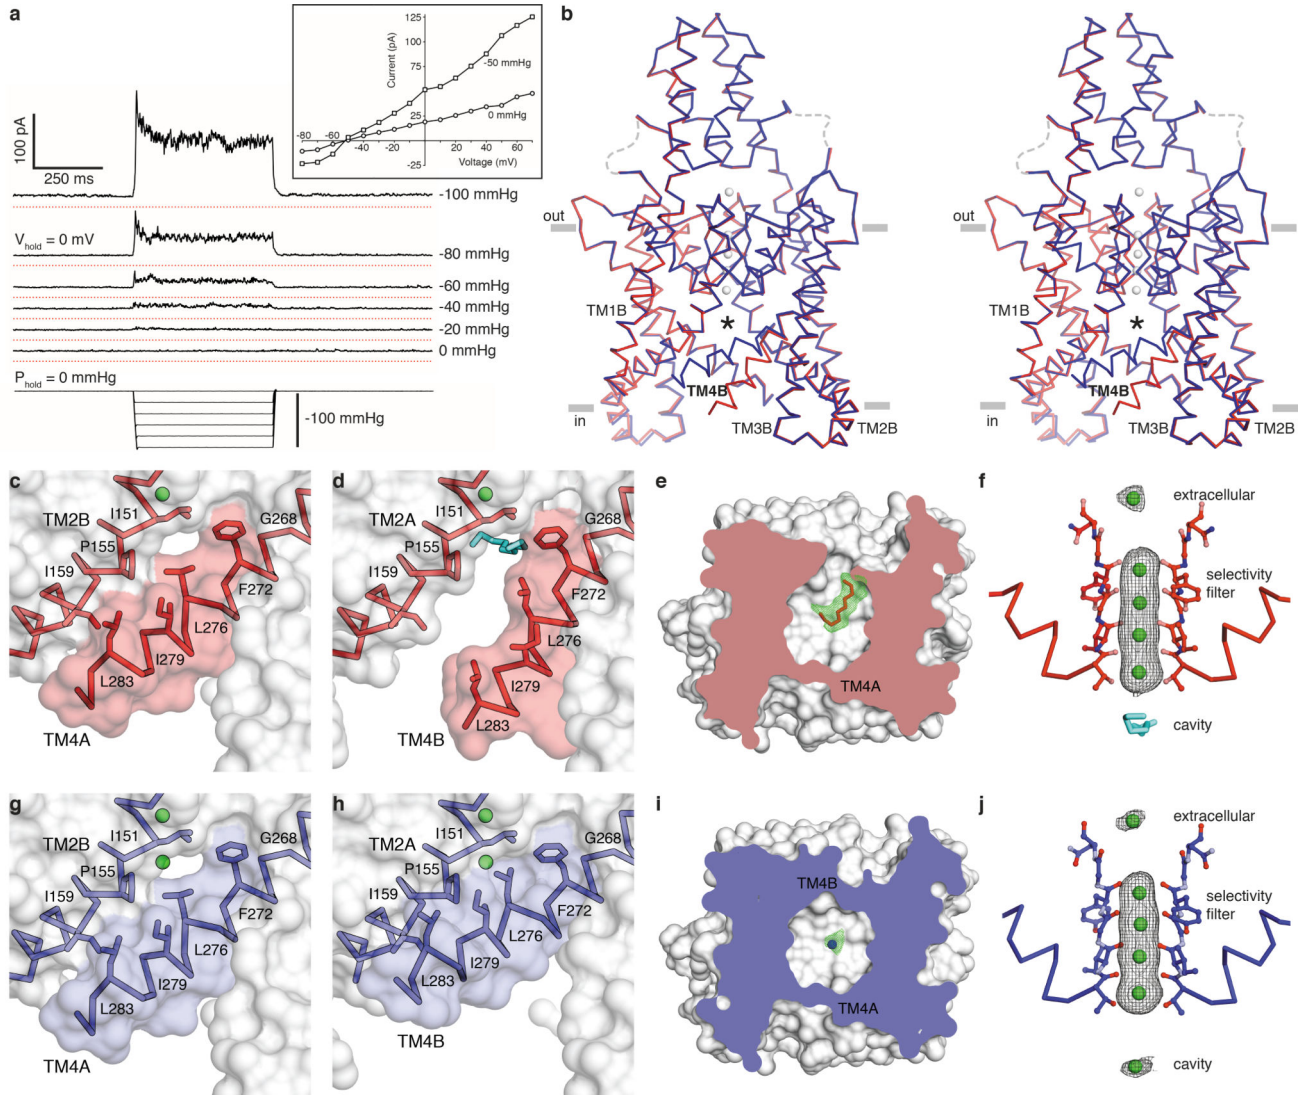 a
100 pA
250 ms
-100 mmHg
V hold = 0 mV
-80 mmHg
-60 mmHg
-40 mmHg
-20 mmHg
0 mmHg
P hold = 0 mmHg
-100 mmHg
Current (pA)
125
100
75
-50 mmHg
50
25
0 mmHg
-80 -60 -40 -20 0 20 40 60
Voltage (mV)
-25
b
out
out
TM1B
*
TM1B
*
TM4B
TM4B
in
TM3B
TM2B
in
TM3B
TM2B
c
I151
G268
TM2B
P155
I159
F272
L276
I279
L283
TM4A
d
I151
G268
TM2A
P155
I159
F272
L276
I279
L283
TM4B
e
TM4A
f
extracellular
selectivity
filter
cavity
g
I151
G268
TM2B
P155
I159
F272
L276
I279
L283
TM4A
h
I151
G268
TM2A
P155
I159
F272
L276
I279
L283
TM4B
i
TM4B
TM4A
j
extracellular
selectivity
filter
cavity